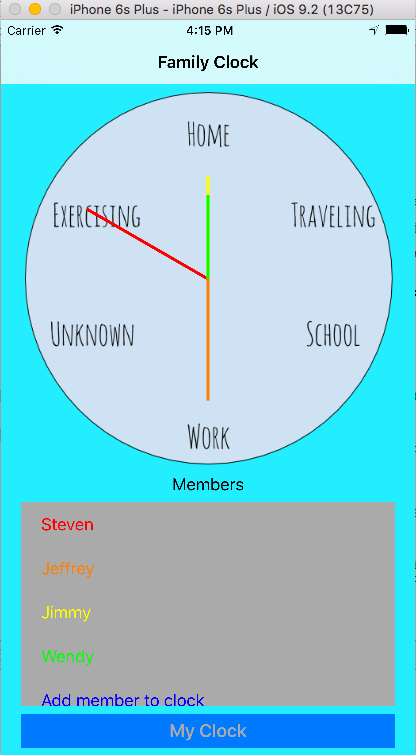 iPhone 6s Plus - iPhone 6s Plus / iOS 9.2 (13C75)
Carrier 4:15 PM
Family Clock
HOME
EXERCISING TRAVELING
UNKNOWN SCHOOL
WORK
Members
Steven
Jeffrey
Jimmy
Wendy
Add member to clock
My Clock